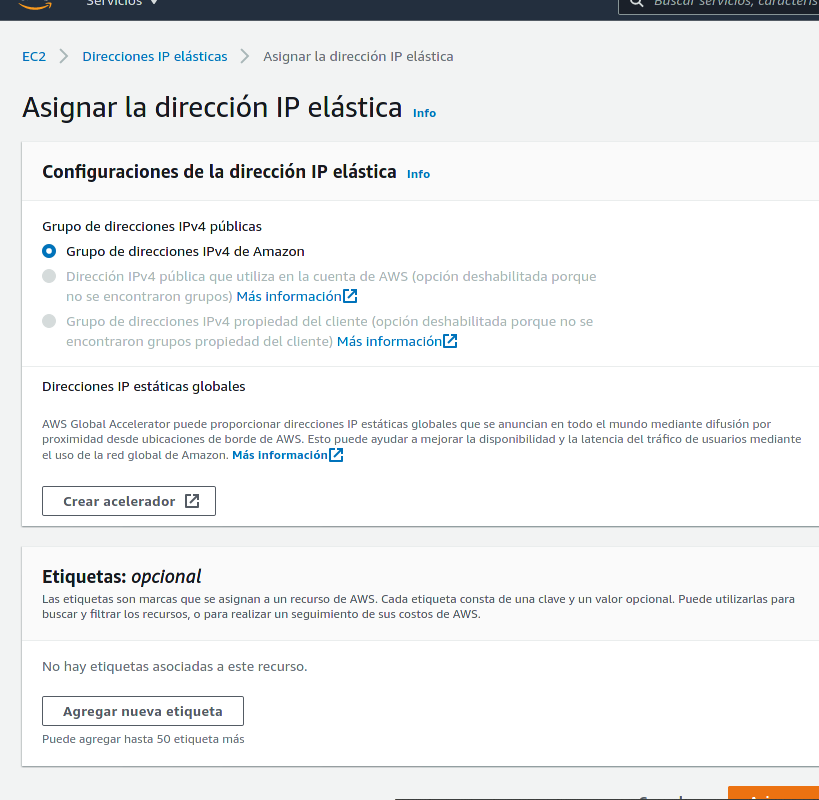 Servicios
Buscar servicios,
EC2 Direcciones IP elásticas Asignar la dirección IP elástica
Asignar la dirección IP elástica Info
Configuraciones de la dirección IP elástica Info
Grupo de direcciones IPv4 públicas
Grupo de direcciones IPv4 de Amazon
Dirección IPv4 pública que utiliza en la cuenta de AWS (opción deshabilitada porque
no se encontraron grupos) Más información
Grupo de direcciones IPv4 propiedad del cliente (opción deshabilitada porque no se
encontraron grupos propiedad del cliente) Más información
Direcciones IP estáticas globales
AWS Global Accelerator puede proporcionar direcciones IP estáticas globales que se anuncian en todo el mundo mediante difusión por
proximidad desde ubicaciones de borde de AWS. Esto puede ayudar a mejorar la disponibilidad y la latencia del tráfico de usuarios mediante
el uso de la red global de Amazon. Más información
Crear acelerador
Etiquetas: opcional
Las etiquetas son marcas que se asignan a un recurso de AWS. Cada etiqueta consta de una clave y un valor opcional. Puede utilizarlas para
buscar y filtrar los recursos, o para realizar un seguimiento de sus costos de AWS.
No hay etiquetas asociadas a este recurso.
Agregar nueva etiqueta
Puede agregar hasta 50 etiqueta más